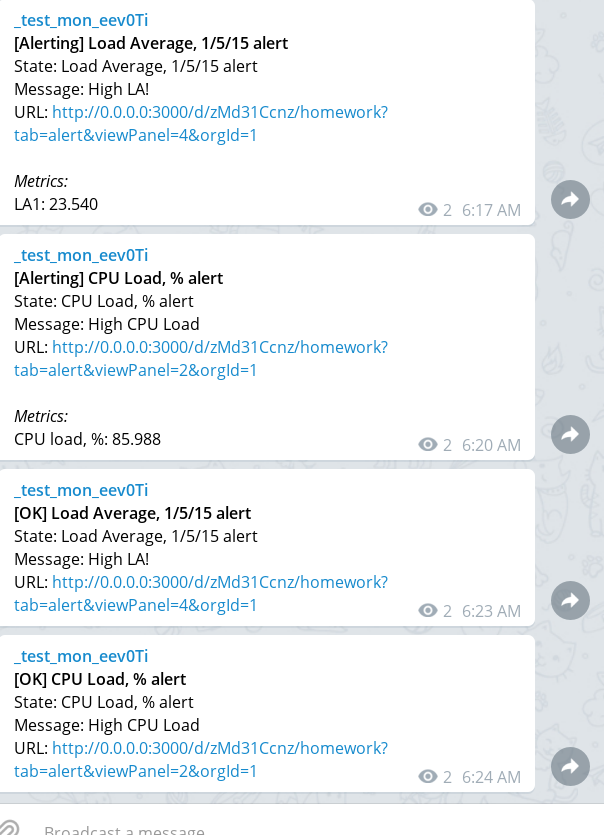 _test_mon_eev0Ti
[Alerting] Load Average, 1/5/15 alert
State: Load Average, 1/5/15 alert
Message: High LA!
URL: http://0.0.0.0:3000/d/zMd31Ccnz/homework?
tab=alert&viewPanel=4&orgId=1
Metrics:
LA1: 23.540
2 6:17 AM
_test_mon_eev0Ti
[Alerting] CPU Load, % alert
State: CPU Load, % alert
Message: High CPU Load
URL: http://0.0.0.0:3000/d/zMd31Ccnz/homework?
tab=alert&viewPanel=2&orgId=1
Metrics:
CPU load, %: 85.988
2 6:20 AM
_test_mon_eev0Ti
[OK] Load Average, 1/5/15 alert
State: Load Average, 1/5/15 alert
Message: High LA!
URL: http://0.0.0.0:3000/d/zMd31Ccnz/homework?
tab=alert&viewPanel=4&orgId=1
2 6:23 AM
_test_mon_eev0Ti
[OK] CPU Load, % alert
State: CPU Load, % alert
Message: High CPU Load
URL: http://0.0.0.0:3000/d/zMd31Ccnz/homework?
tab=alert&viewPanel=2&orgId=1
2 6:24 AM
Broadcast a message